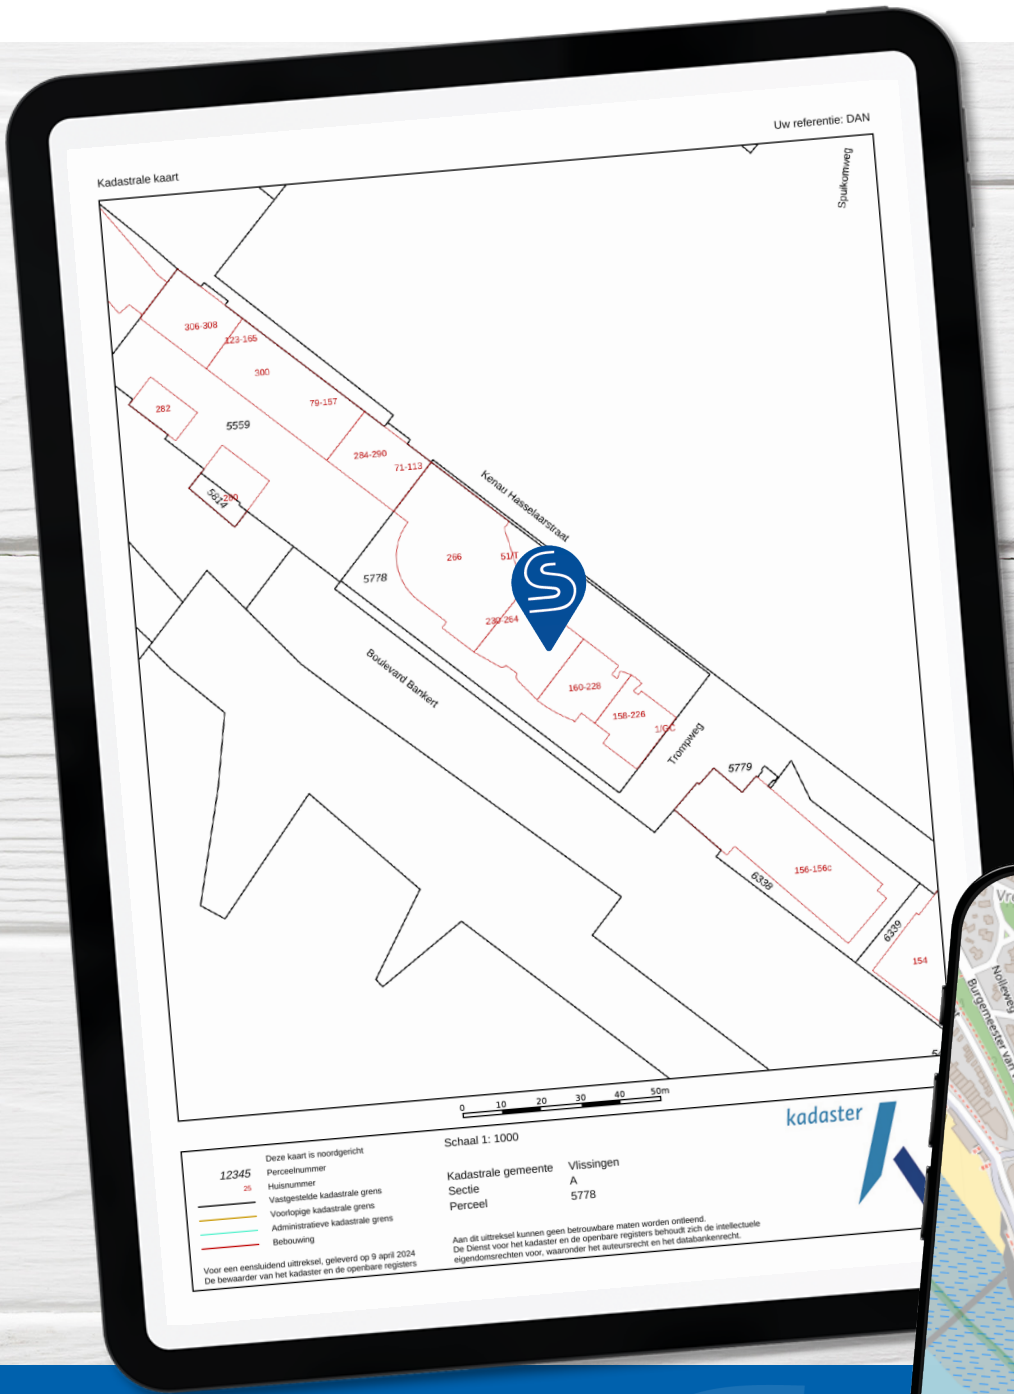 Uw referentie: DAN
Kadastrale kaart
Spuikomweg
306-308
123-165
300
79-157
282
5559
284-290
71-113
280
5814
Kenau Hasselaarstraat
266
51/T
5778
230-264
Boulevard Bankert
160-228
158-226
1/GC
Trompweg
5779
156-156c
6338
6339
154
0 10 20 30 40 50m
Schaal 1: 1000
kadaster
Deze kaart is noordgericht
12345 Perceelnummer
25 Huisnummer
Vastgestelde kadastrale grens
Voorlopige kadastrale grens
Administratieve kadastrale grens
Bebouwing
Voor een eensluidend uittreksel, geleverd op 9 april 2024
De bewaarder van het kadaster en de openbare registers
Kadastrale gemeente Vlissingen
Sectie A
Perceel 5778
Aan dit uittreksel kunnen geen betrouwbare maten worden ontleend.
De Dienst voor het kadaster en de openbare registers behoudt zich de intellectuele
eigendomsrechten voor, waaronder het auteursrecht en het databankenrecht.
Nolleweg
Burgemeester van